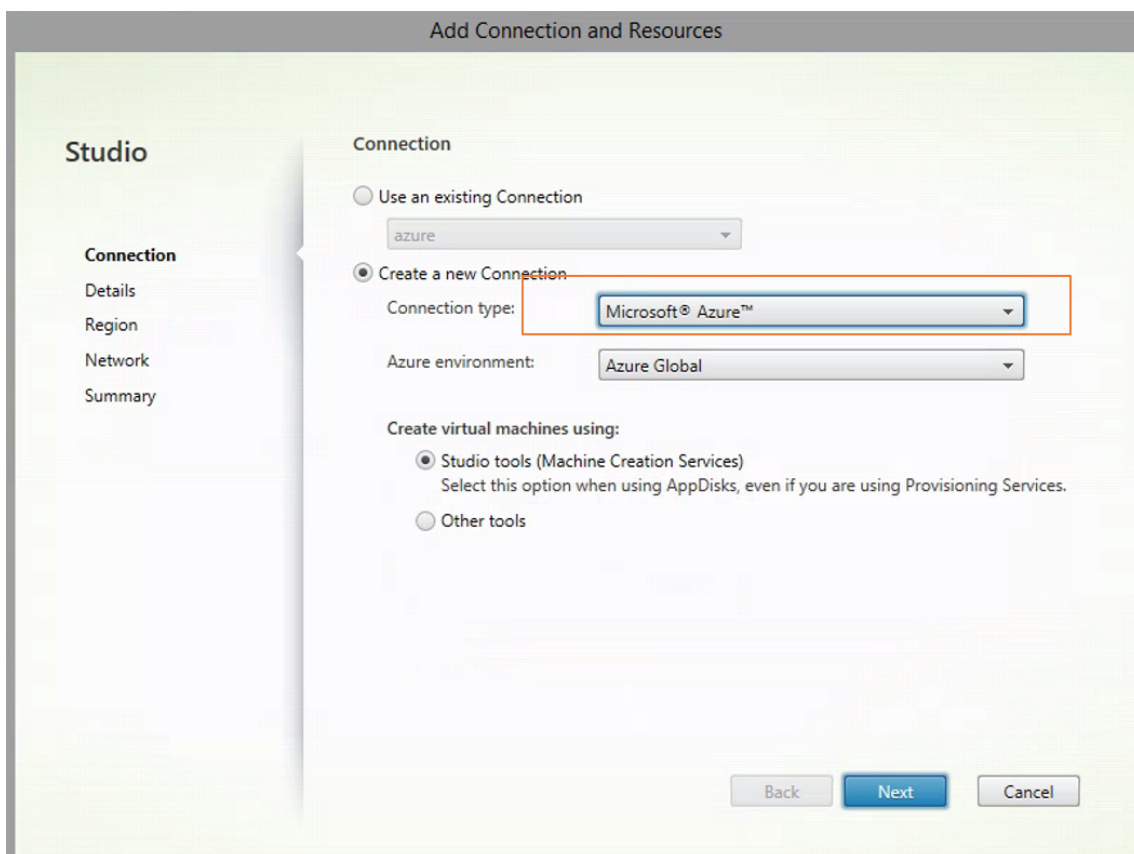 Add Connection and Resources
Studio
Connection
Details
Region
Network
Summary
Connection
Use an existing Connection
azure
Create a new Connection
Connection type: Microsoft® Azure™
Azure environment: Azure Global
Create virtual machines using:
Studio tools (Machine Creation Services)
Select this option when using AppDisks, even if you are using Provisioning Services.
Other tools
Back Next Cancel